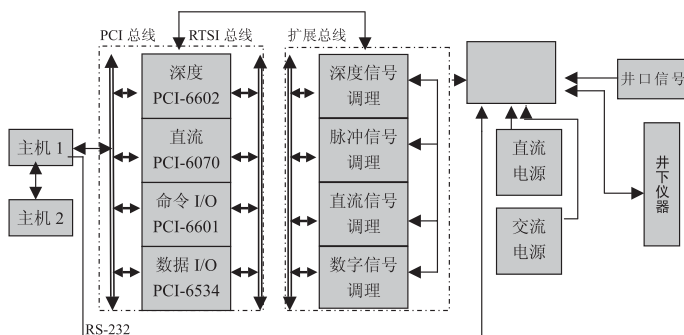 PCI 总线
RTSI 总线
扩展总线
深度
PCI-6602
直流
PCI-6070
命令 I/O
PCI-6601
数据 I/O
PCI-6534
深度信号
调理
脉冲信号
调理
直流信号
调理
数字信号
调理
主机 1
主机 2
井口信号
直流
电源
交流
电源
井下仪器
RS-232